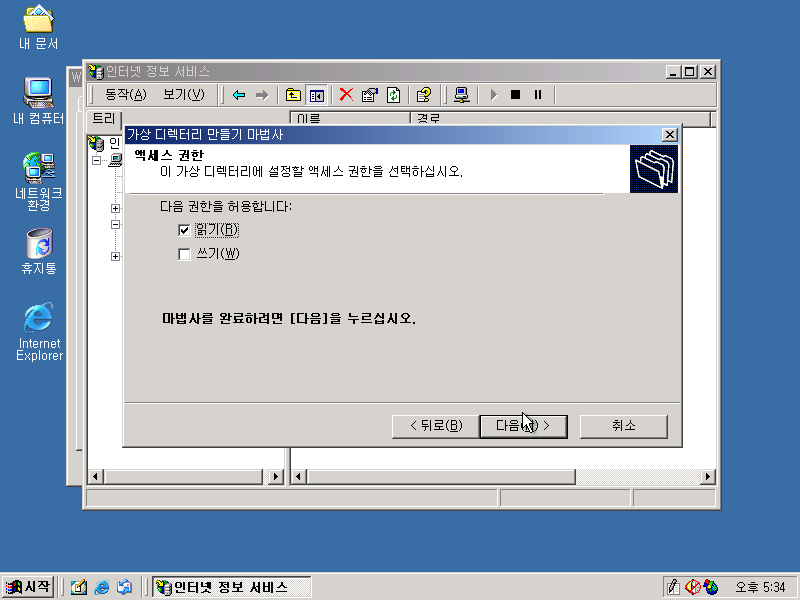 내 문서
내 컴퓨터
네트워크
환경
휴지통
Internet
Explorer
W
인터넷 정보 서비스
동작(A) 보기(V)
트리
이름 경로
인
가상 디렉터리 만들기 마법사
액세스 권한
이 가상 디렉터리에 설정할 액세스 권한을 선택하십시오.
다음 권한을 허용합니다:
읽기(R)
쓰기(W)
마법사를 완료하려면 [다음]을 누르십시오.
< 뒤로(B) 다음(N) > 취소
시작 인터넷 정보 서비스 오후 5:34